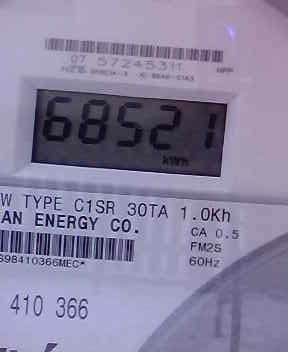 07 57245311
68521
kWh
W TYPE C1SR 30TA 1.0Kh
AN ENERGY CO.
CA 0.5
FM2S
60Hz
S98410366MEC*
410 366